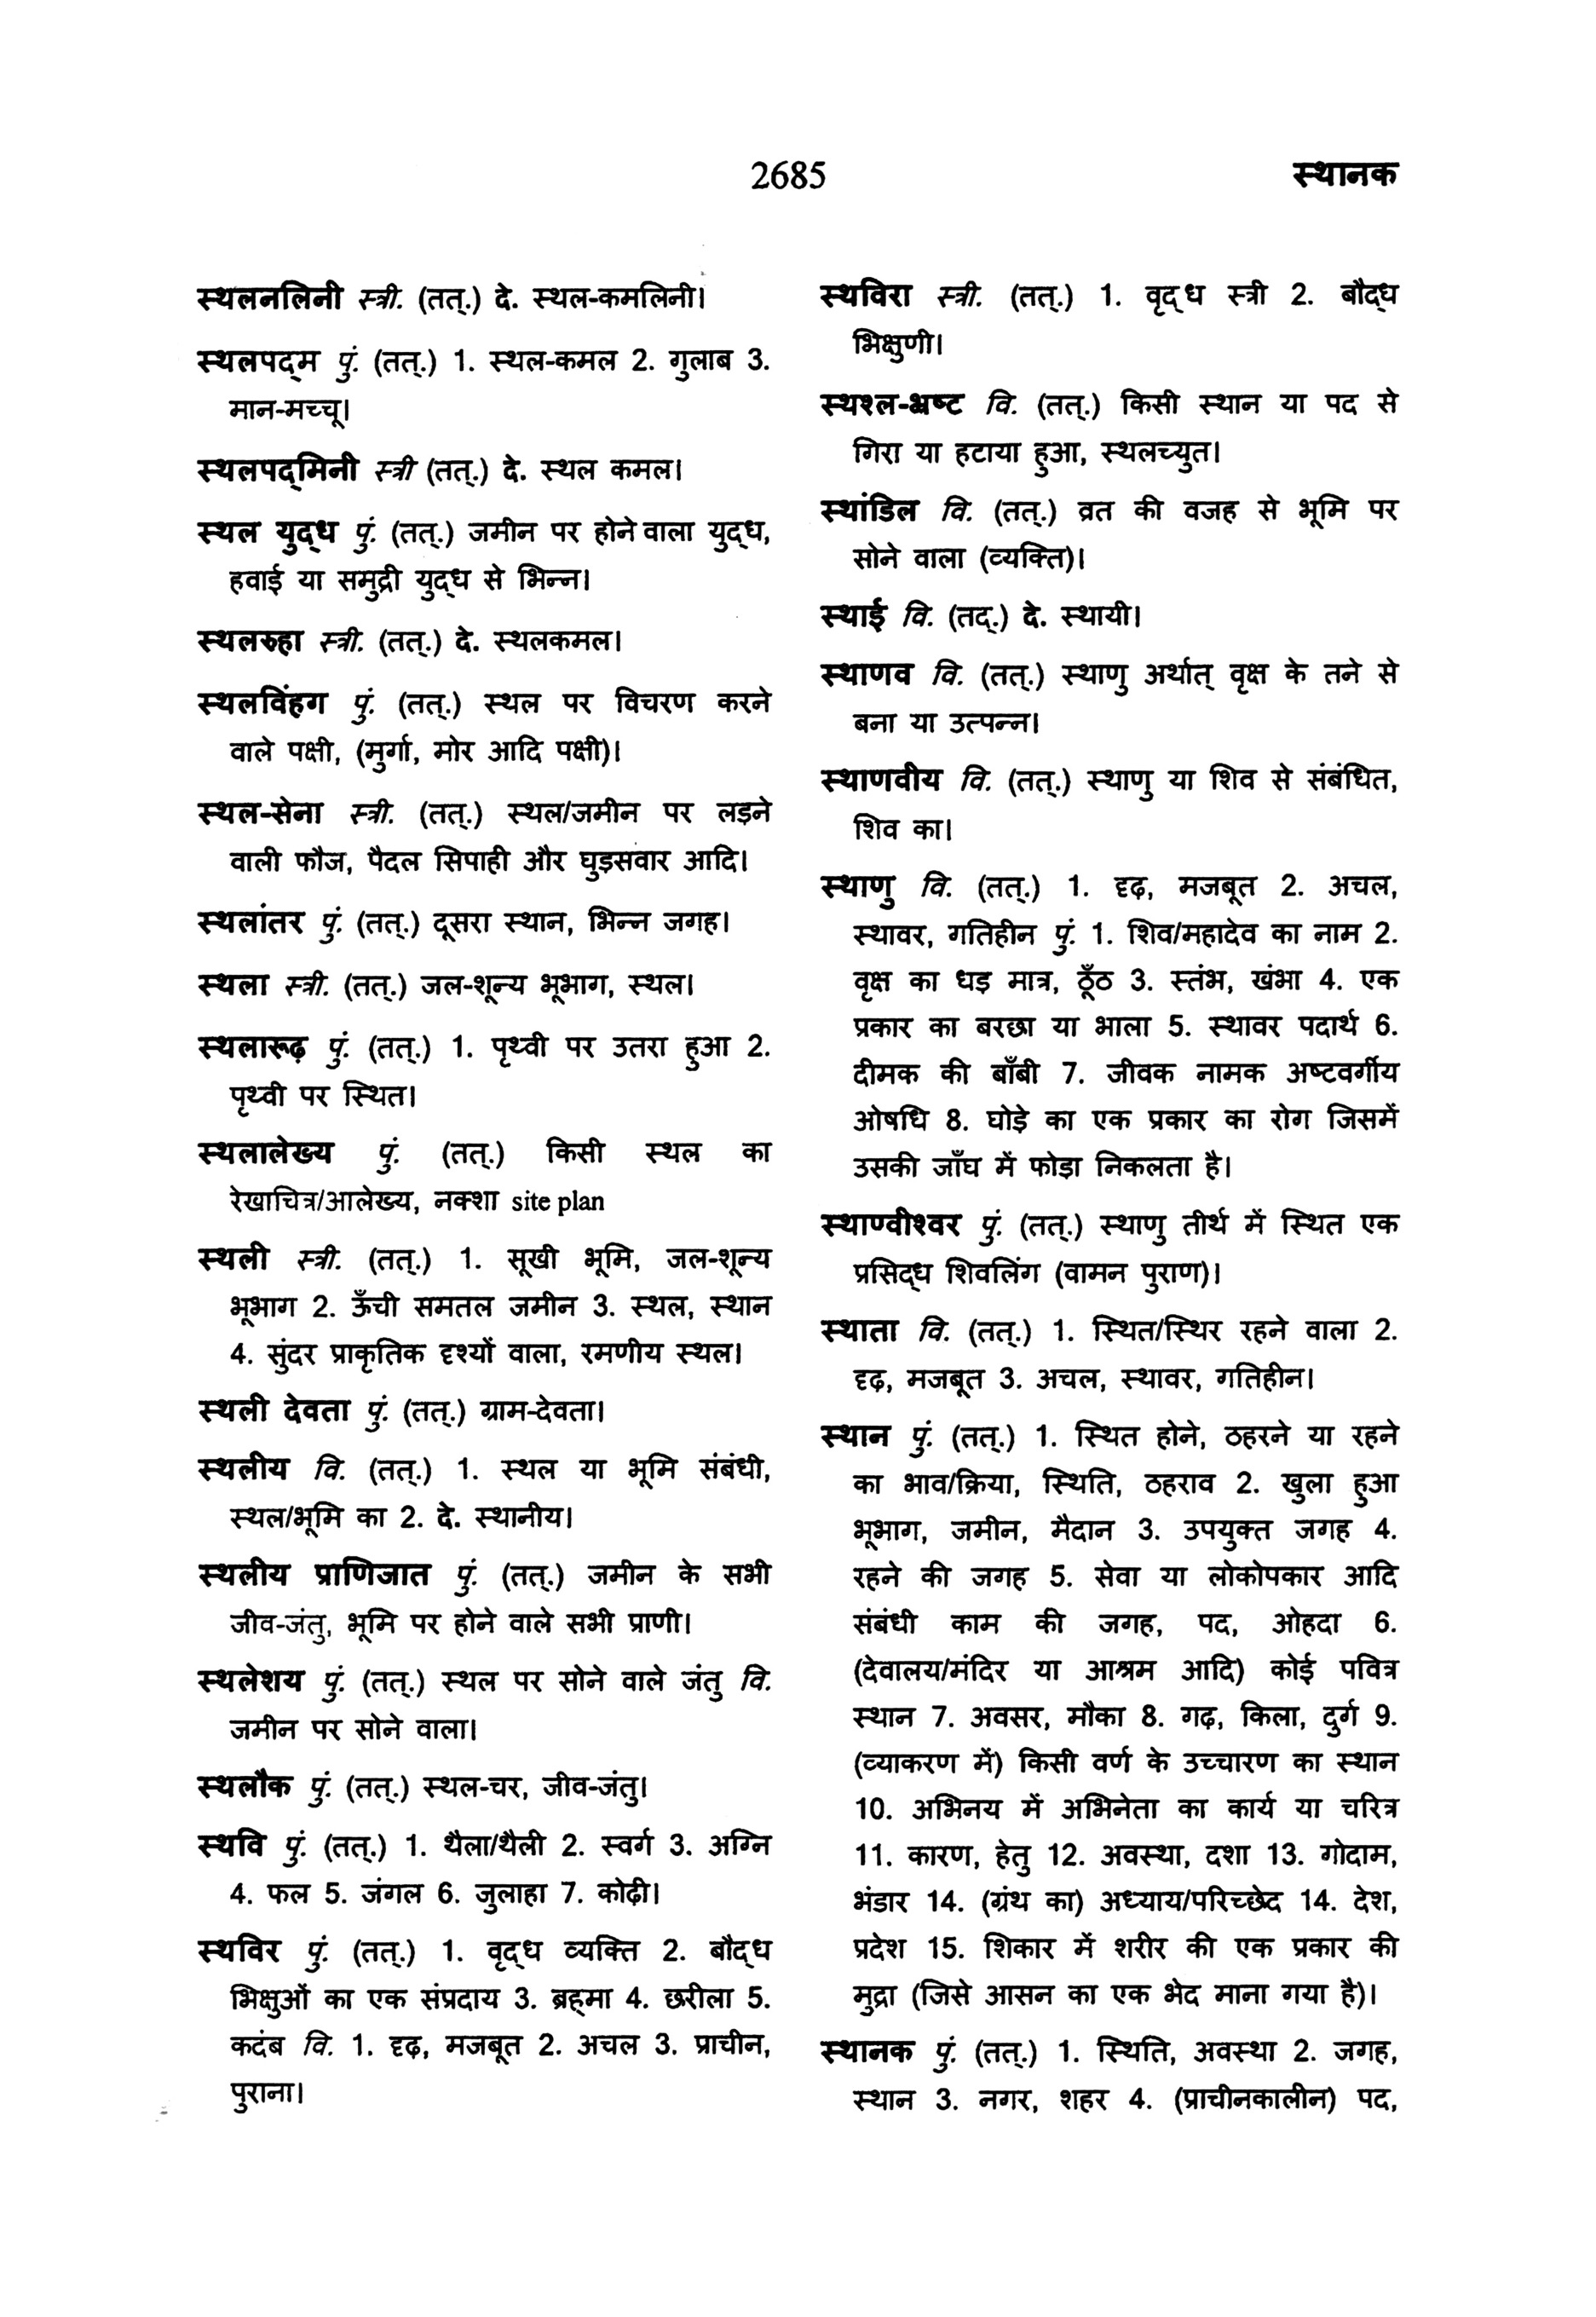 2685
स्थानक
स्थलनलिनी स्त्री. (तत्.) दे. स्थल-कमलिनी।
स्थलपद्म पुं. (तत्.) 1. स्थल-कमल 2. गुलाब 3.
मान-मच्चू।
स्थलपद्मिनी स्त्री (तत्.) दे. स्थल कमल।
स्थल युद्ध पुं. (तत्.) जमीन पर होने वाला युद्ध,
हवाई या समुद्री युद्ध से भिन्न।
स्थलरुहा स्त्री. (तत्.) दे. स्थलकमल।
स्थलविंहग पुं. (तत्.) स्थल पर विचरण करने
वाले पक्षी, (मुर्गा, मोर आदि पक्षी)।
स्थल-सेना स्त्री. (तत्.) स्थल/जमीन पर लड़ने
वाली फौज, पैदल सिपाही और घुड़सवार आदि।
स्थलांतर पुं. (तत्.) दूसरा स्थान, भिन्न जगह।
स्थला स्त्री. (तत्.) जल-शून्य भूभाग, स्थल।
स्थलारूढ़ पुं. (तत्.) 1. पृथ्वी पर उतरा हुआ 2.
पृथ्वी पर स्थित।
स्थलालेख्य पुं. (तत्.) किसी स्थल का
रेखाचित्र/आलेख्य, नक्शा site plan
स्थली स्त्री. (तत्.) 1. सूखी भूमि, जल-शून्य
भूभाग 2. ऊँची समतल जमीन 3. स्थल, स्थान
4. सुंदर प्राकृतिक दृश्यों वाला, रमणीय स्थल।
स्थली देवता पुं. (तत्.) ग्राम-देवता।
स्थलीय वि. (तत्.) 1. स्थल या भूमि संबंधी,
स्थल/भूमि का 2. दे. स्थानीय।
स्थलीय प्राणिजात पुं. (तत्.) जमीन के सभी
जीव-जंतु, भूमि पर होने वाले सभी प्राणी।
स्थलेशय पुं. (तत्.) स्थल पर सोने वाले जंतु वि.
जमीन पर सोने वाला।
स्थलौक पुं. (तत्.) स्थल-चर, जीव-जंतु।
स्थवि पुं. (तत्.) 1. थैला/थैली 2. स्वर्ग 3. अग्नि
4. फल 5. जंगल 6. जुलाहा 7. कोढ़ी।
स्थविर पुं. (तत्.) 1. वृद्ध व्यक्ति 2. बौद्ध
भिक्षुओं का एक संप्रदाय 3. ब्रह्मा 4. छरीला 5.
कदंब वि. 1. दृढ़, मजबूत 2. अचल 3. प्राचीन,
पुराना।
स्थविरा स्त्री. (तत्.) 1. वृद्ध स्त्री 2. बौद्ध
भिक्षुणी।
स्थश्ल-भ्रष्ट वि. (तत्.) किसी स्थान या पद से
गिरा या हटाया हुआ, स्थलच्युत।
स्थांडिल वि. (तत्.) व्रत की वजह से भूमि पर
सोने वाला (व्यक्ति)।
स्थाई वि. (तद्.) दे. स्थायी।
स्थाणव वि. (तत्.) स्थाणु अर्थात् वृक्ष के तने से
बना या उत्पन्न।
स्थाणवीय वि. (तत्.) स्थाणु या शिव से संबंधित,
शिव का।
स्थाणु वि. (तत्.) 1. दृढ़, मजबूत 2. अचल,
स्थावर, गतिहीन पुं. 1. शिव/महादेव का नाम 2.
वृक्ष का धड़ मात्र, ठूँठ 3. स्तंभ, खंभा 4. एक
प्रकार का बरछा या भाला 5. स्थावर पदार्थ 6.
दीमक की बाँबी 7. जीवक नामक अष्टवर्गीय
ओषधि 8. घोड़े का एक प्रकार का रोग जिसमें
उसकी जाँघ में फोड़ा निकलता है।
स्थाण्वीश्वर पुं. (तत्.) स्थाणु तीर्थ में स्थित एक
प्रसिद्ध शिवलिंग (वामन पुराण)।
स्थाता वि. (तत्.) 1. स्थित/स्थिर रहने वाला 2.
दृढ़, मजबूत 3. अचल, स्थावर, गतिहीन।
स्थान पुं. (तत्.) 1. स्थित होने, ठहरने या रहने
का भाव/क्रिया, स्थिति, ठहराव 2. खुला हुआ
भूभाग, जमीन, मैदान 3. उपयुक्त जगह 4.
रहने की जगह 5. सेवा या लोकोपकार आदि
संबंधी काम की जगह, पद, ओहदा 6.
(देवालय/मंदिर या आश्रम आदि) कोई पवित्र
स्थान 7. अवसर, मौका 8. गढ़, किला, दुर्ग 9.
(व्याकरण में) किसी वर्ण के उच्चारण का स्थान
10. अभिनय में अभिनेता का कार्य या चरित्र
11. कारण, हेतु 12. अवस्था, दशा 13. गोदाम,
भंडार 14. (ग्रंथ का) अध्याय/परिच्छेद 14. देश,
प्रदेश 15. शिकार में शरीर की एक प्रकार की
मुद्रा (जिसे आसन का एक भेद माना गया है)।
स्थानक पुं. (तत्.) 1. स्थिति, अवस्था 2. जगह,
स्थान 3. नगर, शहर 4. (प्राचीनकालीन) पद,